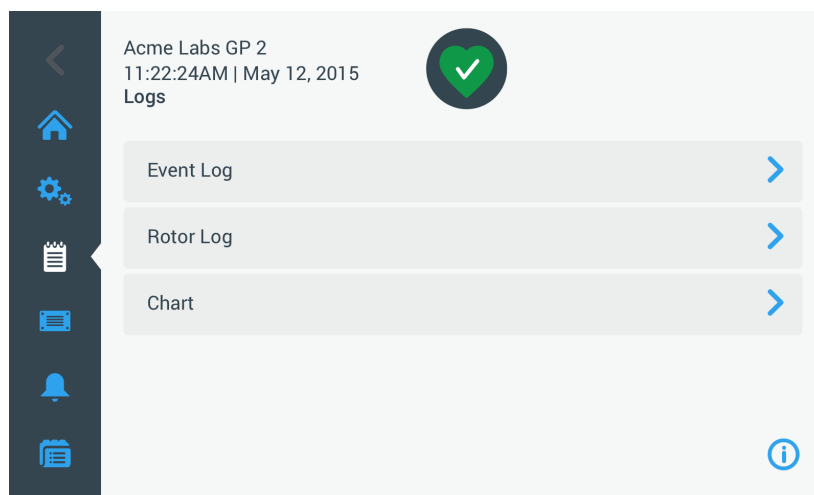 Acme Labs GP 2
11:22:24AM | May 12, 2015
Logs
Event Log
Rotor Log
Chart